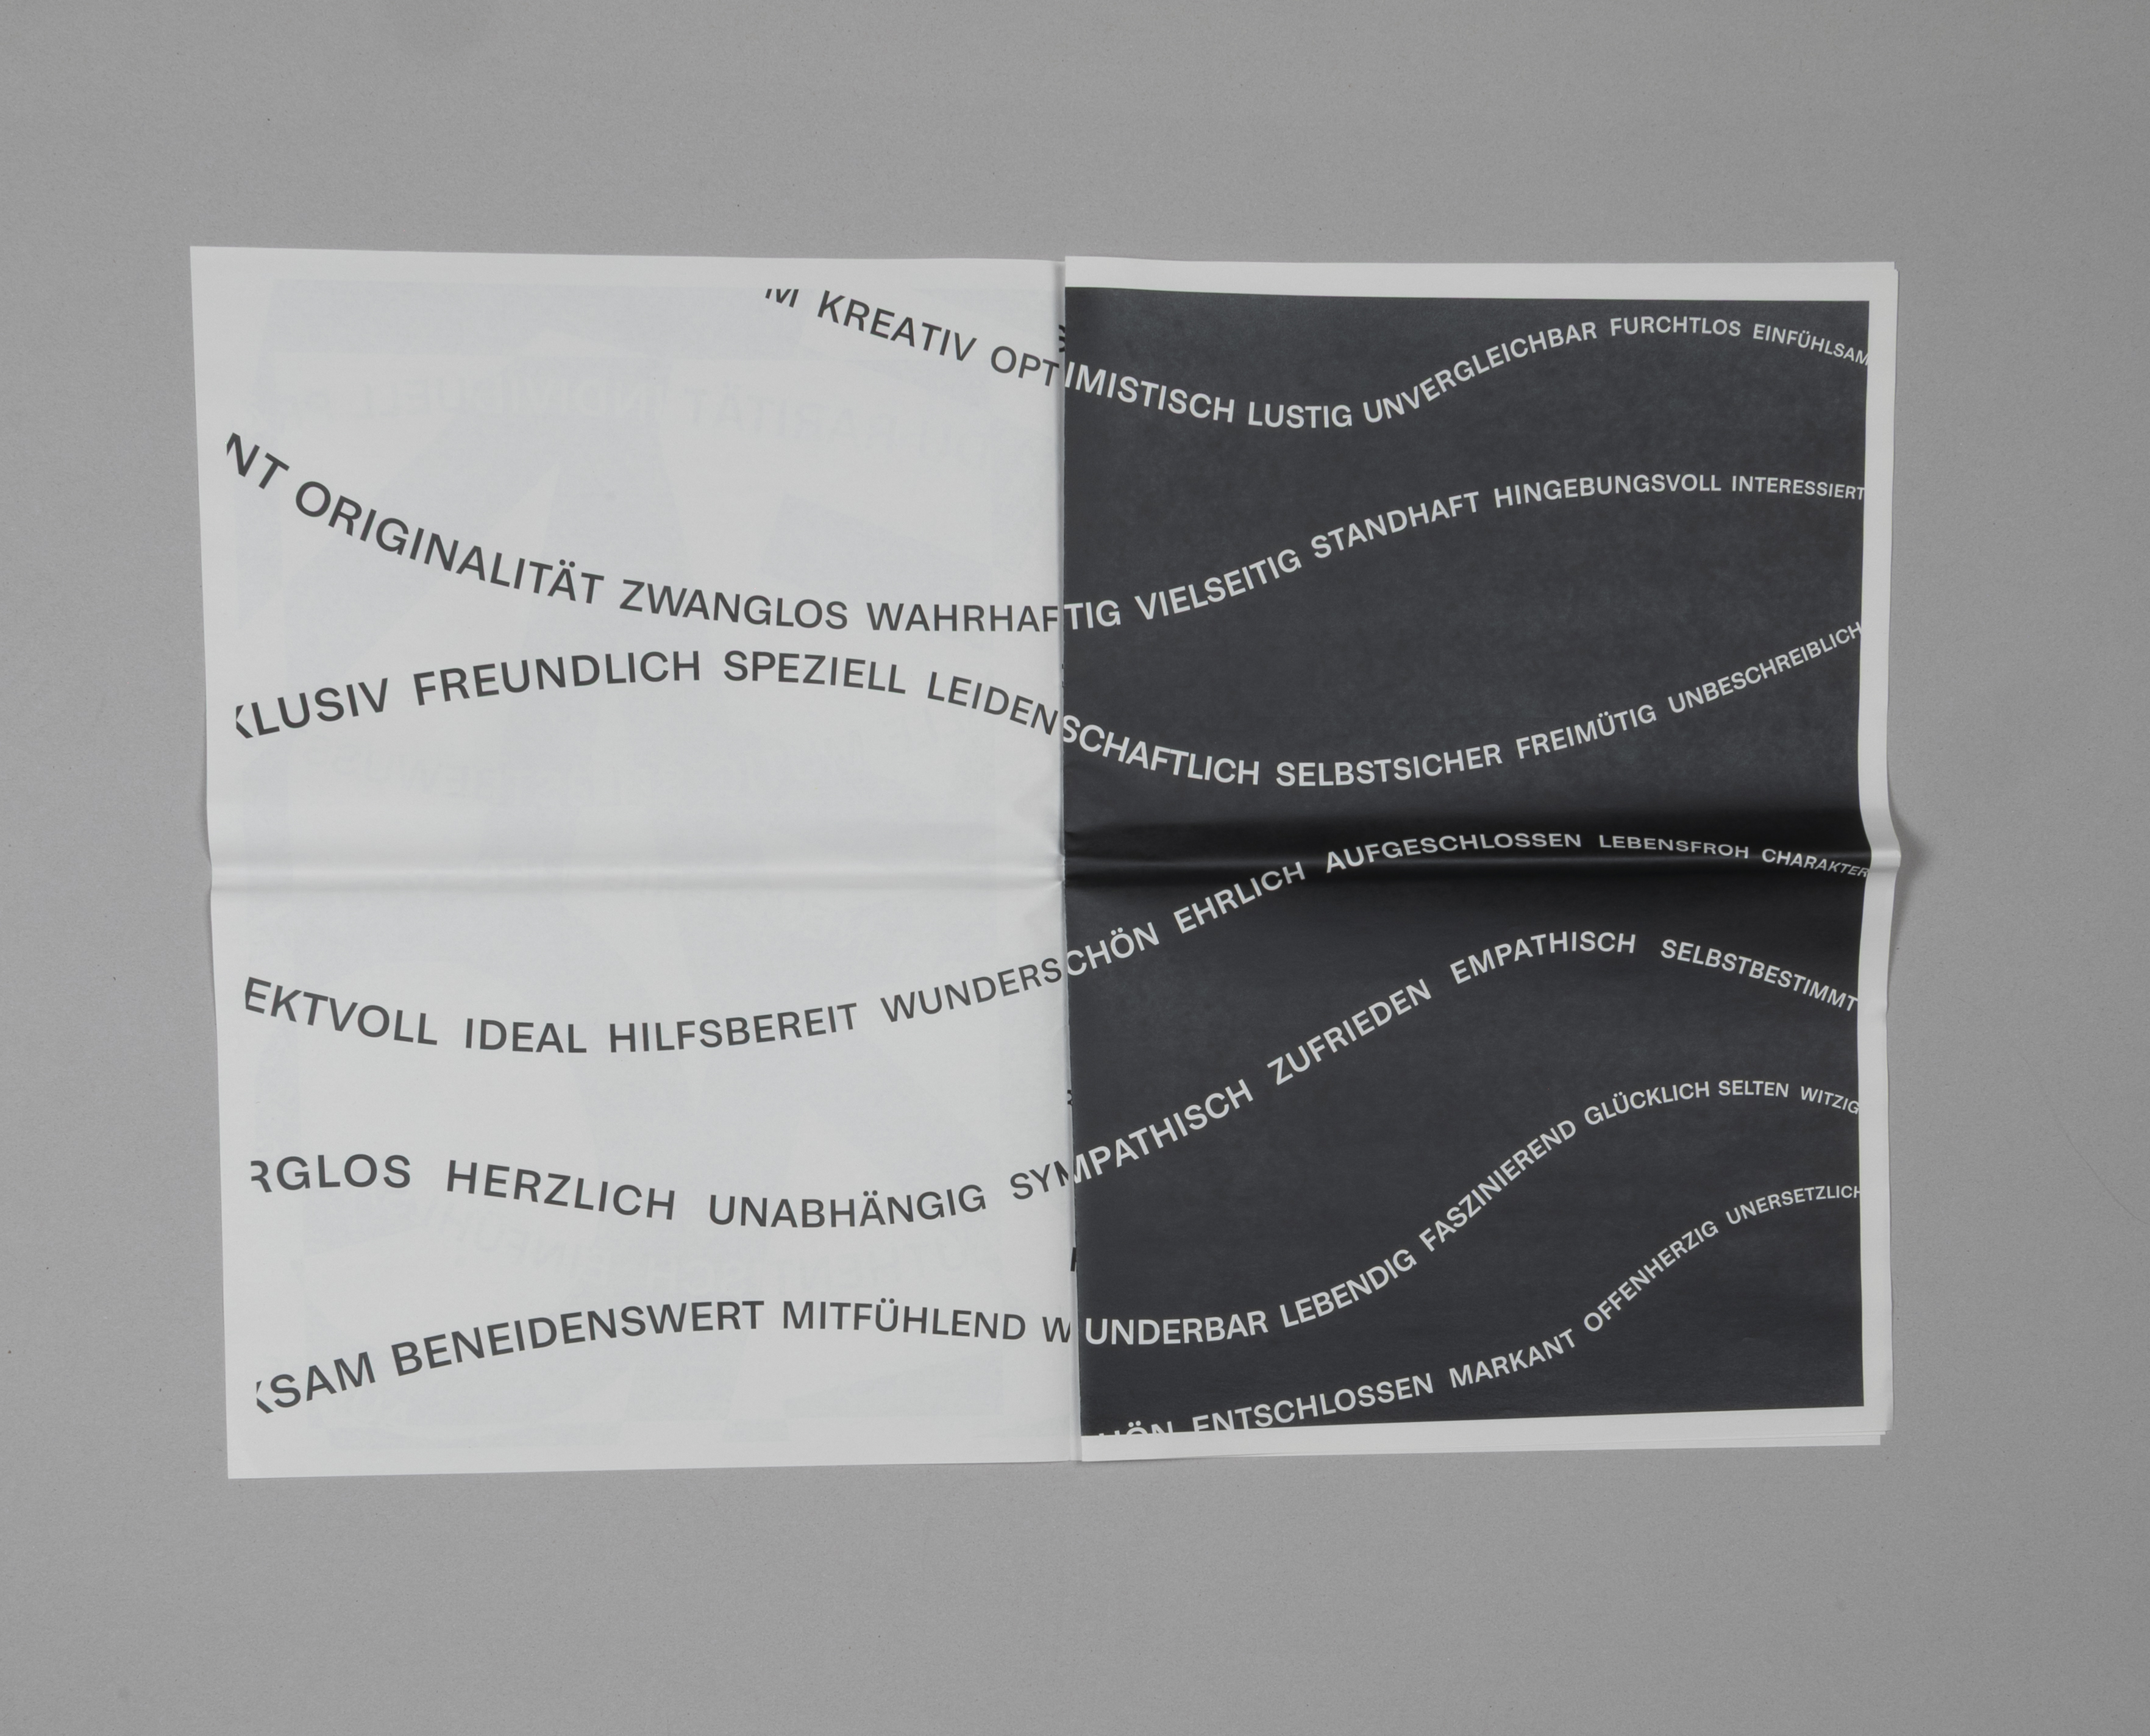 KREATIV OPTIMISTISCH LUSTIG UNVERGLEICHBAR FURCHTLOS EINFÜHLSAM
NT ORIGINALITÄT ZWANGLOS WAHRHAFTIG VIELSEITIG STANDHAFT HINGEBUNGSVOLL INTERESSIERT
KLUSIV FREUNDLICH SPEZIELL LEIDENSCHAFTLICH SELBSTSICHER FREIMÜTIG UNBESCHREIBLICH
EKTVOLL IDEAL HILFSBEREIT WUNDERSCHÖN EHRLICH AUFGESCHLOSSEN LEBENSFROH CHARAKTER
RGLOS HERZLICH UNABHÄNGIG SYMPATHISCH ZUFRIEDEN EMPATHISCH SELBSTBESTIMMT
KSAM BENEIDENSWERT MITFÜHLEND WUNDERBAR LEBENDIG FASZINIEREND GLÜCKLICH SELTEN WITZIG
HÖN ENTSCHLOSSEN MARKANT OFFENHERZIG UNERSETZLICH